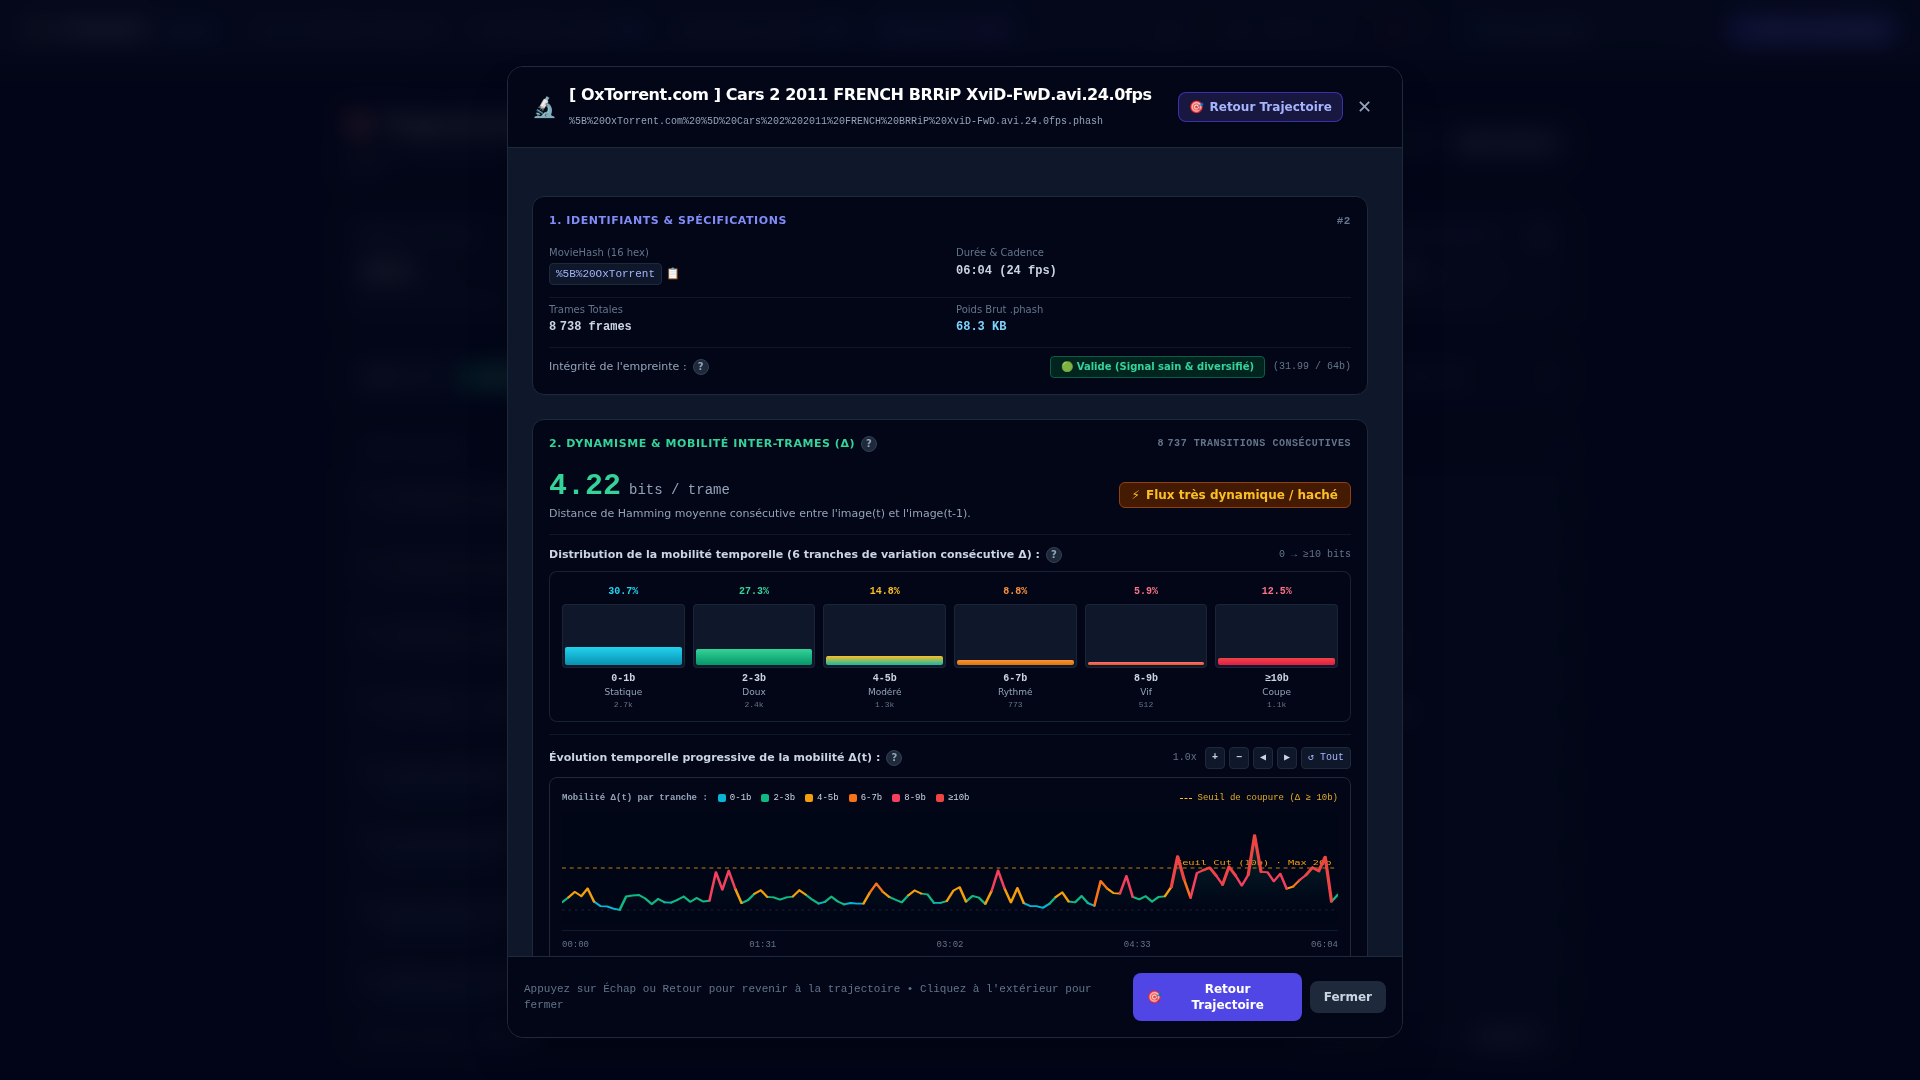 [ OxTorrent.com ] Cars 2 2011 FRENCH BRRiP XviD-FwD.avi.24.0fps
%5B%20OxTorrent.com%20%5D%20Cars%202%202011%20FRENCH%20BRRiP%20XviD-FwD.avi.24.0fps.phash
🎯 Retour Trajectoire ✕
1. IDENTIFIANTS & SPÉCIFICATIONS #2
MovieHash (16 hex) Durée & Cadence
%5B%20OxTorrent 📋 06:04 (24 fps)
Trames Totales Poids Brut .phash
8 738 frames 68.3 KB
Intégrité de l'empreinte : ? Valide (Signal sain & diversifié) (31.99 / 64b)
2. DYNAMISME & MOBILITÉ INTER-TRAMES (Δ) ? 8 737 TRANSITIONS CONSÉCUTIVES
4.22 bits / trame ⚡ Flux très dynamique / haché
Distance de Hamming moyenne consécutive entre l'image(t) et l'image(t-1).
Distribution de la mobilité temporelle (6 tranches de variation consécutive Δ) : ? 0 → ≥10 bits
30.7% 27.3% 14.8% 8.8% 5.9% 12.5%
0-1b 2-3b 4-5b 6-7b 8-9b ≥10b
Statique Doux Modéré Rythmé Vif Coupe
2.7k 2.4k 1.3k 773 512 1.1k
Évolution temporelle progressive de la mobilité Δ(t) : ? 1.0x + − ◀ ▶ ↺ Tout
Mobilité Δ(t) par tranche : 0-1b 2-3b 4-5b 6-7b 8-9b ≥10b Seuil de coupure (Δ ≥ 10b)
Cut · Max
00:00 01:31 03:02 04:33 06:04
Appuyez sur Échap ou Retour pour revenir à la trajectoire • Cliquez à l'extérieur pour
fermer
🎯 Retour
Trajectoire
Fermer